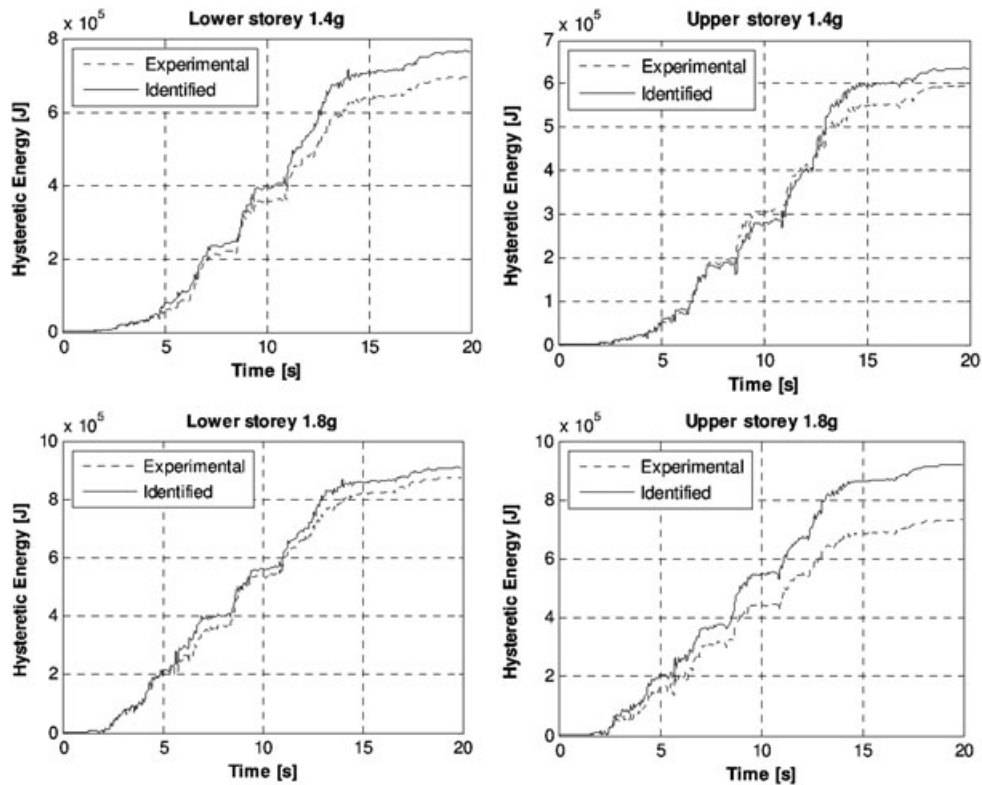 Lower storey 1.4g
x 10^5
Hysteretic Energy [J]
8
6
4
2
0
Experimental
Identified
0 5 10 15 20
Time [s]
Upper storey 1.4g
x 10^5
Hysteretic Energy [J]
7
6
5
4
3
2
1
0
Experimental
Identified
0 5 10 15 20
Time [s]
Lower storey 1.8g
x 10^5
Hysteretic Energy [J]
10
8
6
4
2
0
Experimental
Identified
0 5 10 15 20
Time [s]
Upper storey 1.8g
x 10^5
Hysteretic Energy [J]
10
8
6
4
2
0
Experimental
Identified
0 5 10 15 20
Time [s]